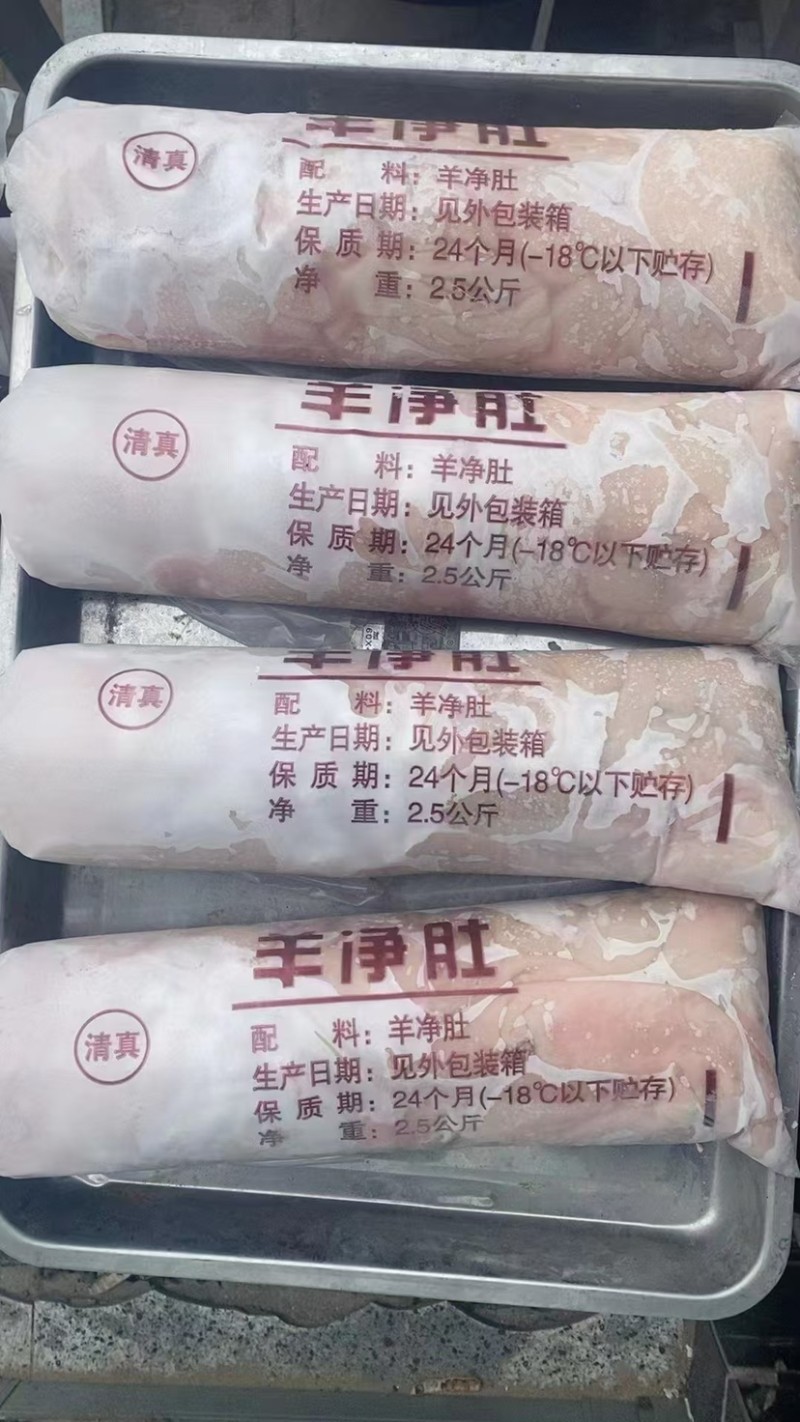 羊净肚
清真
配 料：羊净肚
生产日期：见外包装箱
保质期：24个月(-18℃以下贮存)
净 重：2.5公斤
羊净肚
清真
配 料：羊净肚
生产日期：见外包装箱
保质期：24个月(-18℃以下贮存)
净 重：2.5公斤
羊净肚
清真
配 料：羊净肚
生产日期：见外包装箱
保质期：24个月(-18℃以下贮存)
净 重：2.5公斤
羊净肚
清真
配 料：羊净肚
生产日期：见外包装箱
保质期：24个月(-18℃以下贮存)
净 重：2.5公斤